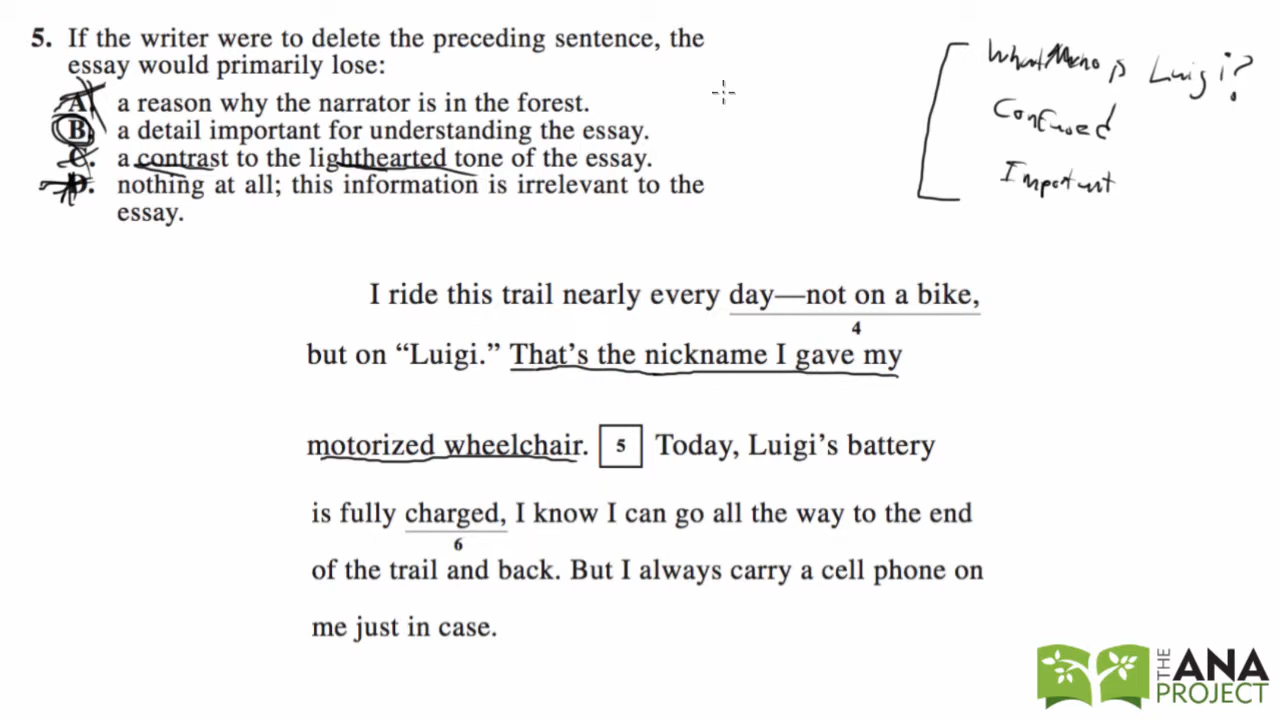 5. If the writer were to delete the preceding sentence, the
essay would primarily lose:
A. a reason why the narrator is in the forest.
B. a detail important for understanding the essay.
C. a contrast to the lighthearted tone of the essay.
D. nothing at all; this information is irrelevant to the
essay.
What/Who is Luigi?
Confused
Important
I ride this trail nearly every day—not on a bike,
4
but on “Luigi.” That’s the nickname I gave my
motorized wheelchair. 5 Today, Luigi’s battery
is fully charged, I know I can go all the way to the end
6
of the trail and back. But I always carry a cell phone on
me just in case.
THE ANA PROJECT